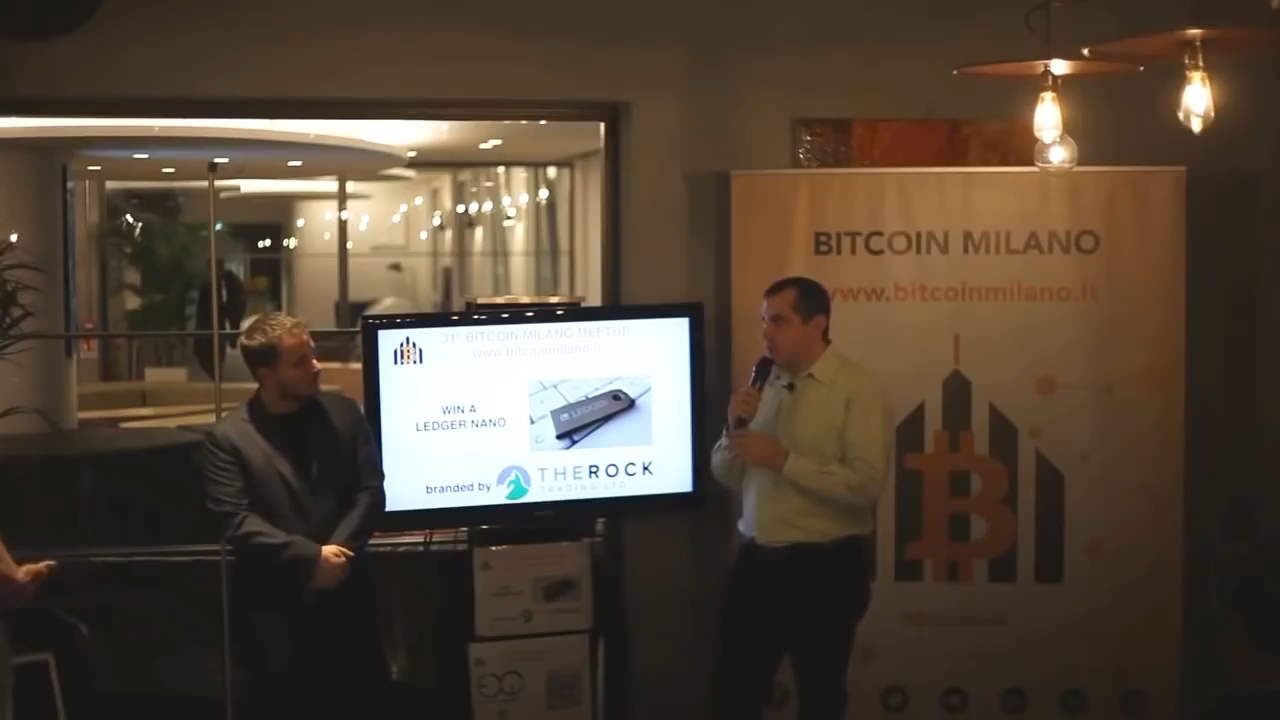 BITCOIN MILANO
www.bitcoinmilano.it
31° BITCOIN MILANO MEETUP
www.bitcoinmilano.it
WIN A
LEDGER NANO
LEDGER
branded by
THEROCK
TRADING LTD